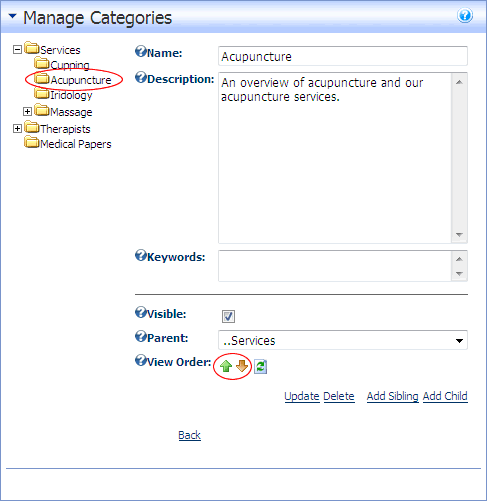 Manage Categories
Services
Cupping
Acupuncture
Iridology
Massage
Therapists
Medical Papers
Name:
Acupuncture
Description:
An overview of acupuncture and our
acupuncture services.
Keywords:
Visible:
Parent:
..Services
View Order:
Update Delete Add Sibling Add Child
Back